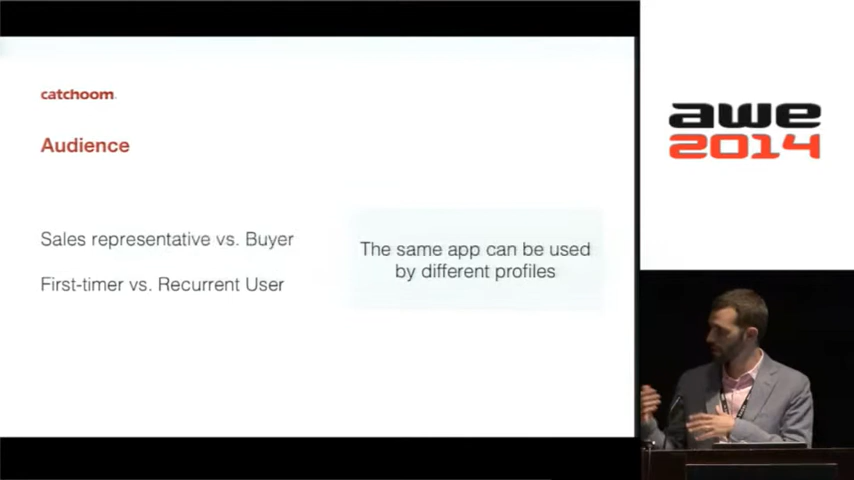 catchoom
Audience
Sales representative vs. Buyer
First-timer vs. Recurrent User
The same app can be used
by different profiles
awe
2014